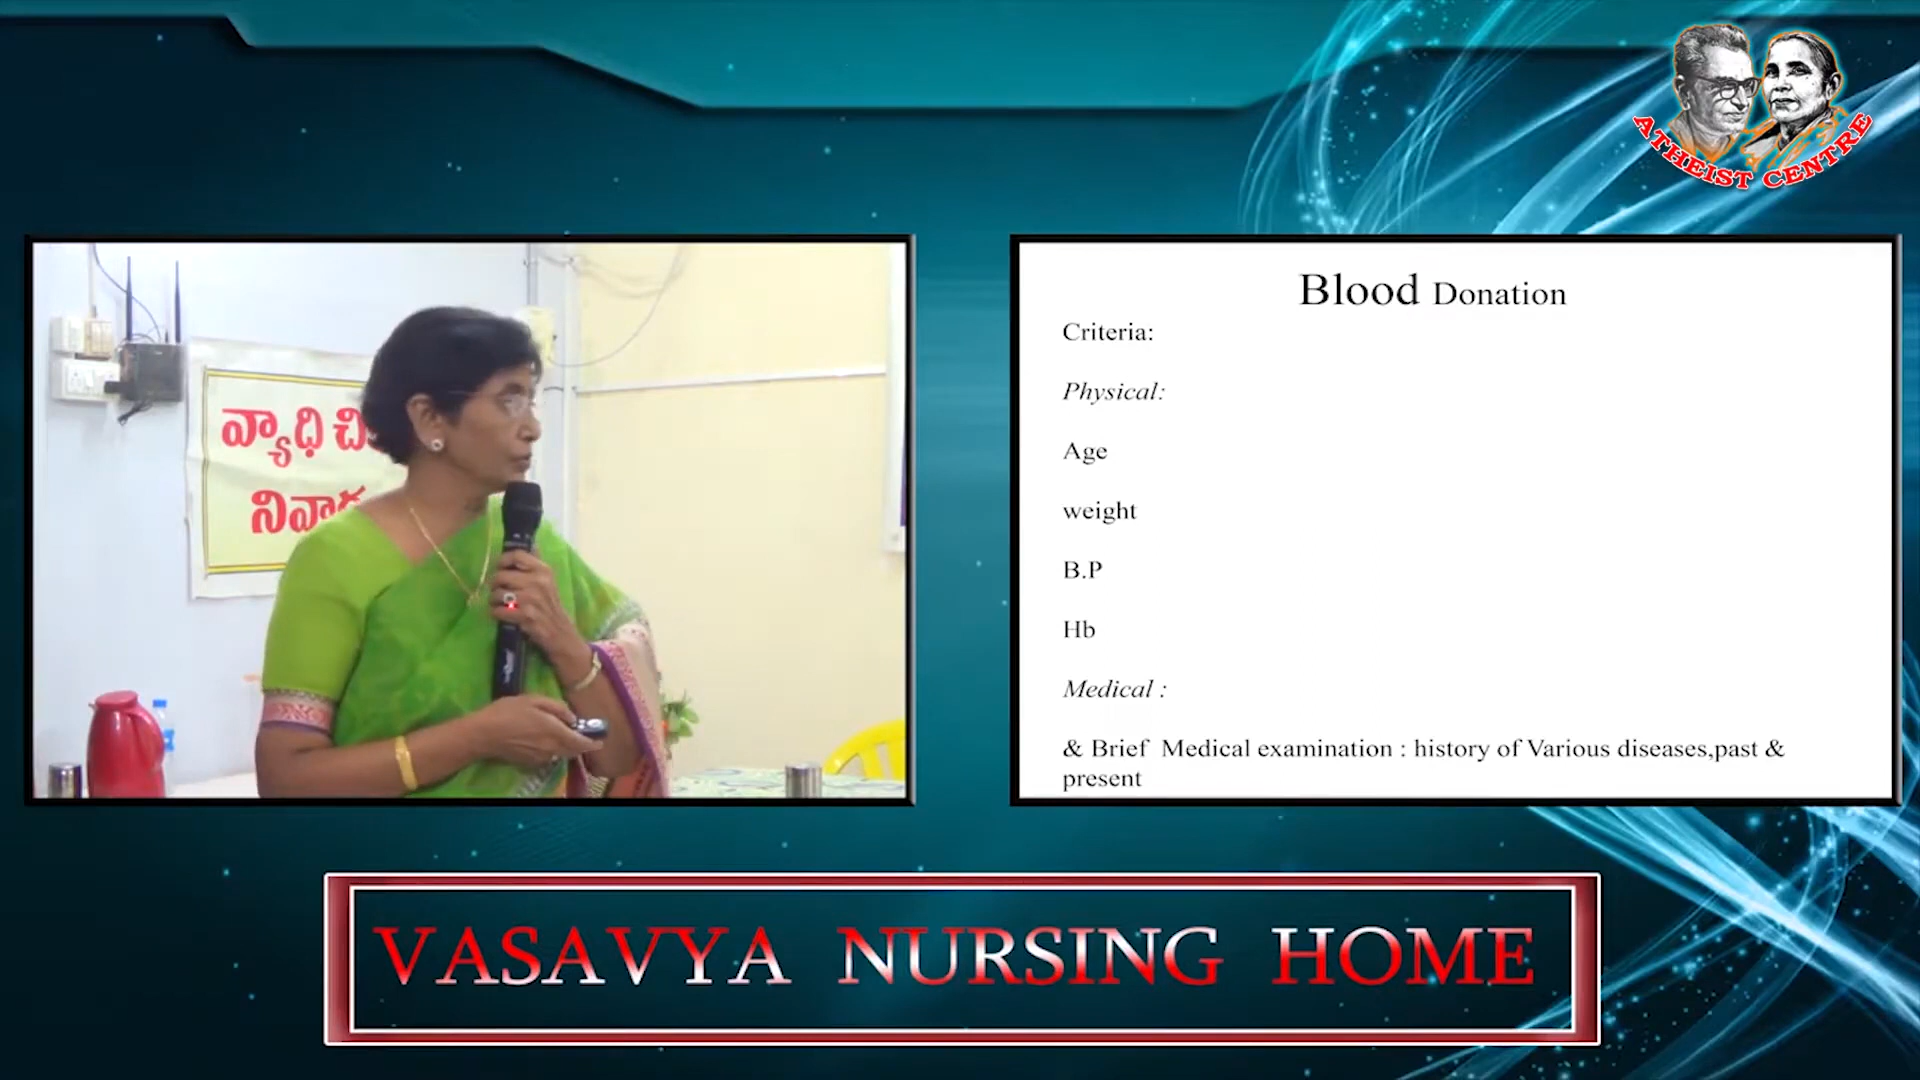 ATHEIST CENTRE
వ్యాధి
Blood Donation
Criteria:
Physical:
Age
weight
B.P
Hb
Medical :
& Brief Medical examination : history of Various diseases,past &
present
VASAVYA NURSING HOME